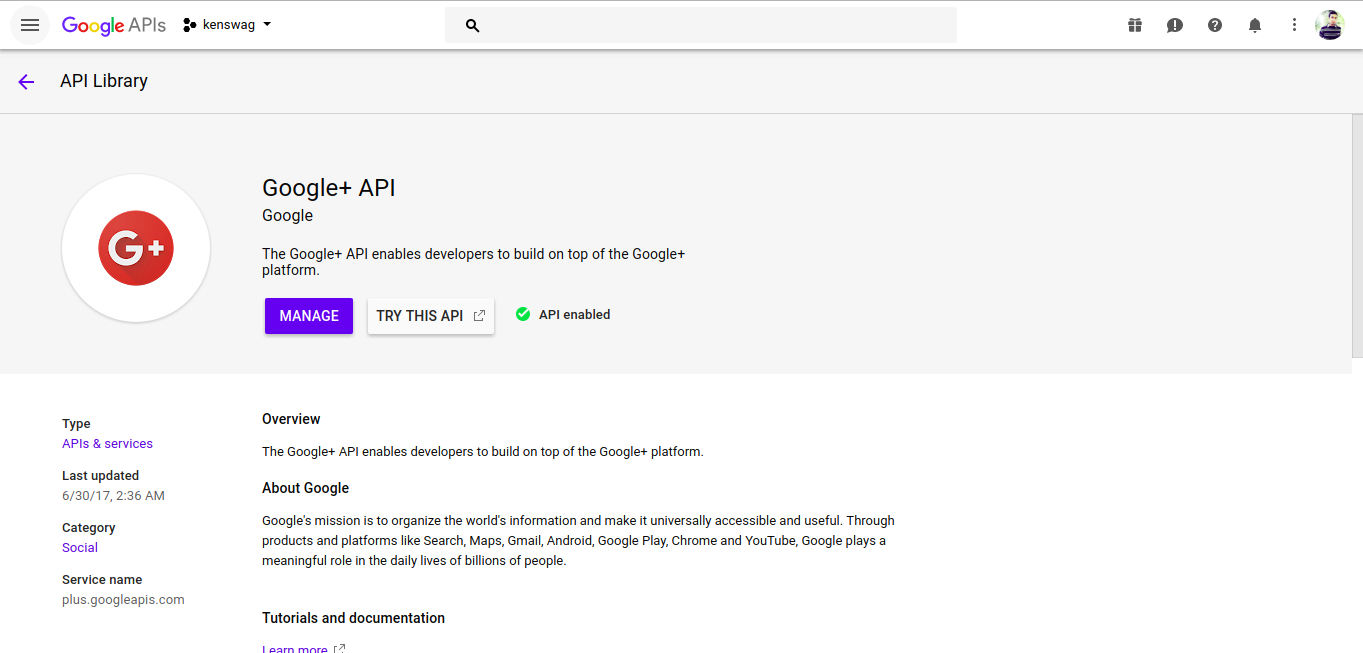 Google APIs kenswag
API Library
G+
Google+ API
Google
The Google+ API enables developers to build on top of the Google+
platform.
MANAGE TRY THIS API API enabled
Type
APIs & services
Last updated
6/30/17, 2:36 AM
Category
Social
Service name
plus.googleapis.com
Overview
The Google+ API enables developers to build on top of the Google+ platform.
About Google
Google's mission is to organize the world's information and make it universally accessible and useful. Through
products and platforms like Search, Maps, Gmail, Android, Google Play, Chrome and YouTube, Google plays a
meaningful role in the daily lives of billions of people.
Tutorials and documentation
Learn more